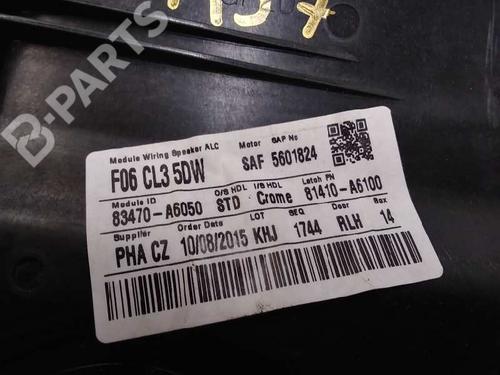 B-PARTS
Module Wiring Speaker ALC Motor SAP No
F06 CL3 5DW SAF 5601824
Module ID O/S HDL I/S HDL Latch PN
83470-A6050 STD Crome 81410-A6100
Supplier Order Date LOT SEQ Door Box
PHA CZ 10/08/2015 KHJ 1744 RLH 14